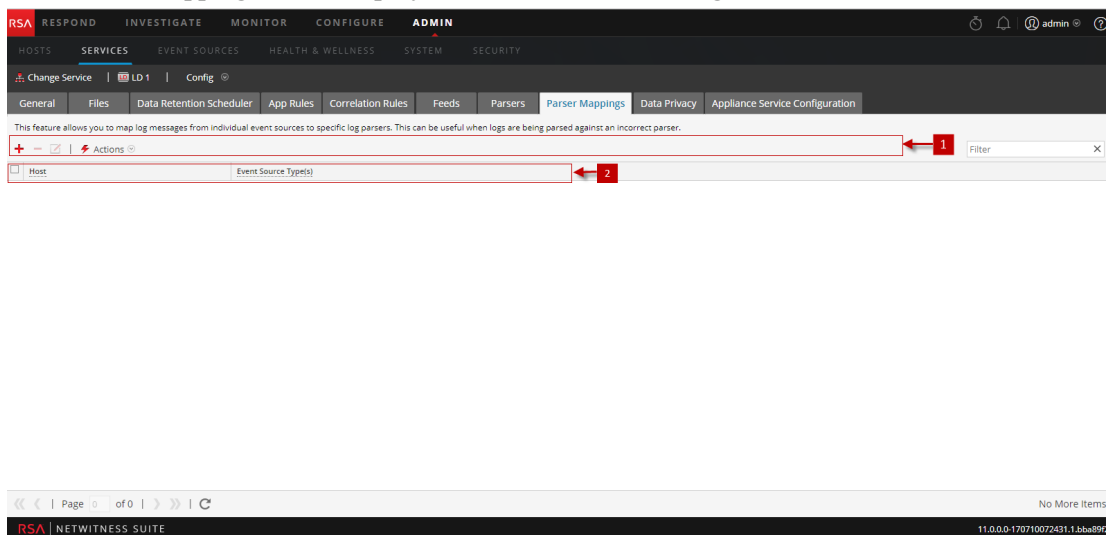 RSA RESPOND INVESTIGATE MONITOR CONFIGURE ADMIN admin
HOSTS SERVICES EVENT SOURCES HEALTH & WELLNESS SYSTEM SECURITY
Change Service | LD 1 | Config
General Files Data Retention Scheduler App Rules Correlation Rules Feeds Parsers Parser Mappings Data Privacy Appliance Service Configuration
This feature allows you to map log messages from individual event sources to specific log parsers. This can be useful when logs are being parsed against an incorrect parser.
Actions 1 Filter
Host Event Source Type(s) 2
Page 0 of 0 No More Items
RSA | NETWITNESS SUITE 11.0.0.0-170710072431.1.bba89f